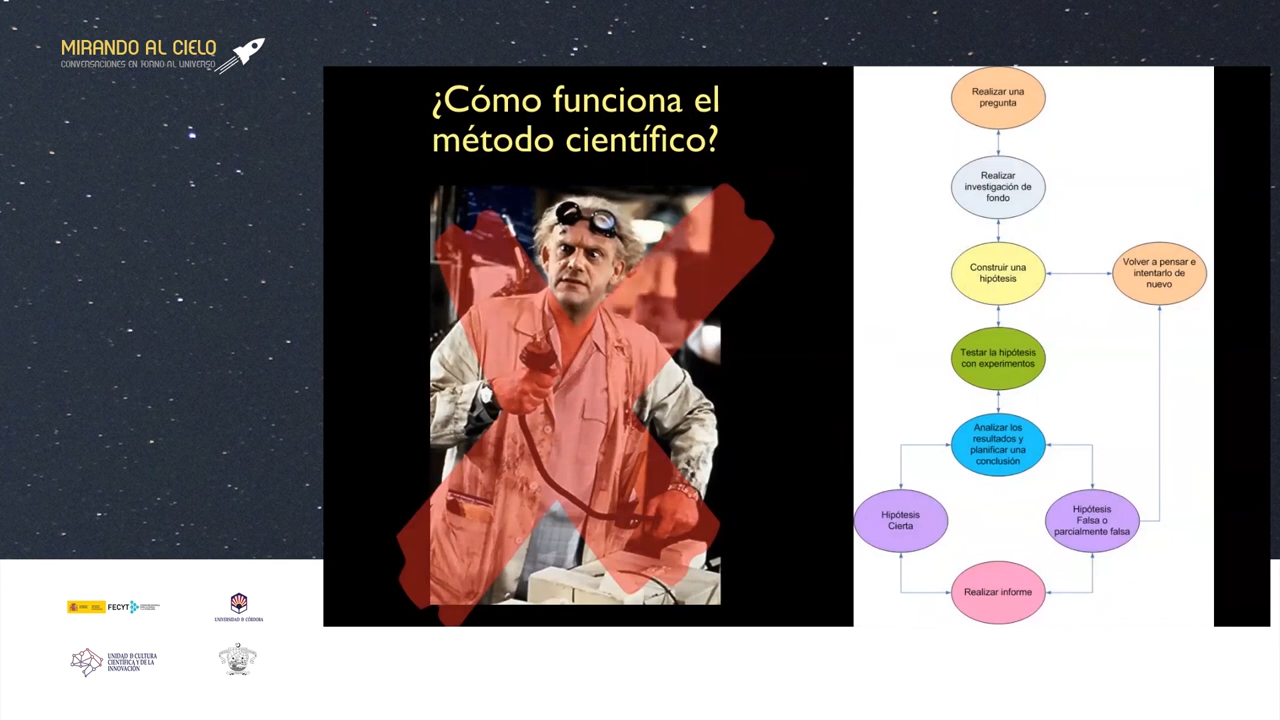 MIRANDO AL CIELO
CONVERSACIONES EN TORNO AL UNIVERSO
¿Cómo funciona el
método científico?
Realizar una
pregunta
Realizar
investigación de
fondo
Construir una
hipótesis
Volver a pensar e
intentarlo de
nuevo
Testar la hipótesis
con experimentos
Analizar los
resultados y
planificar una
conclusión
Hipótesis
Cierta
Hipótesis
Falsa o
parcialmente falsa
Realizar informe
FECYT
UNIVERSIDAD D CÓRDOBA
UNIDAD D CULTURA
CIENTÍFICA Y DE LA
INNOVACIÓN